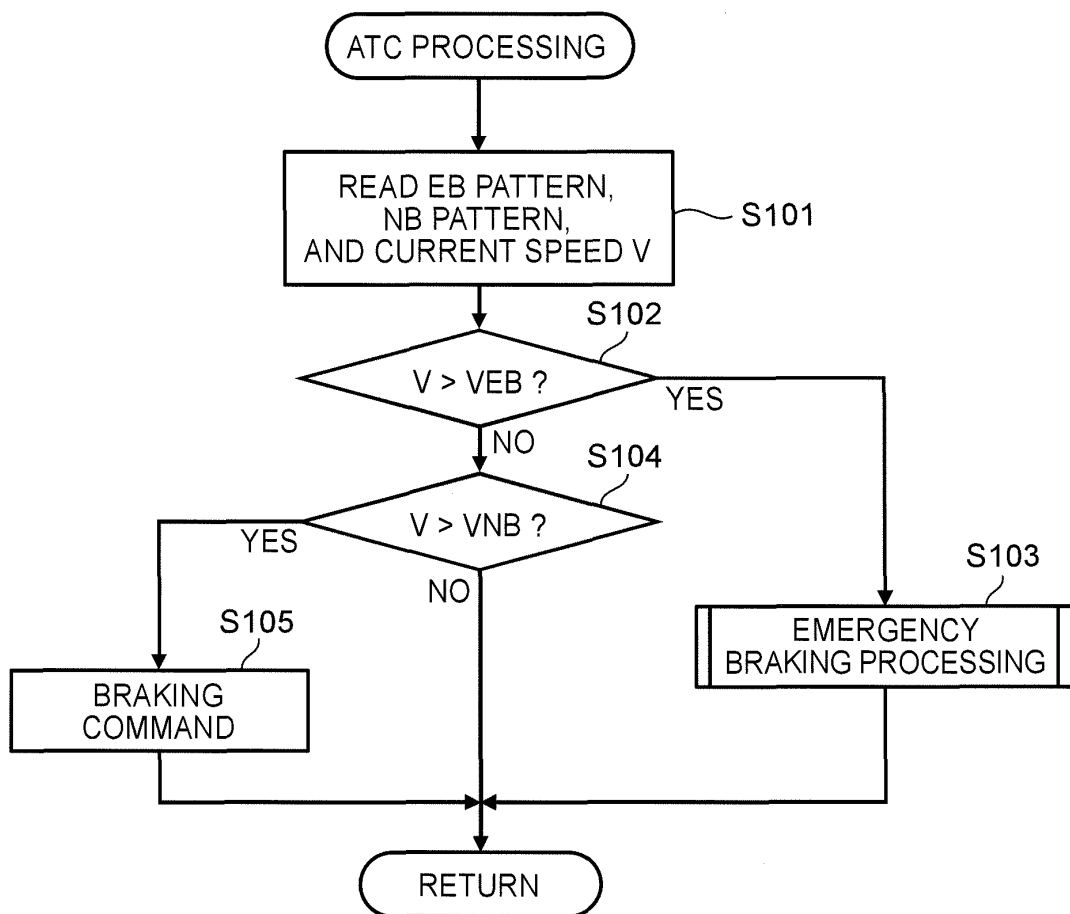 ATC PROCESSING
READ EB PATTERN,
NB PATTERN,
AND CURRENT SPEED V
S101
S102
V > VEB ?
YES
NO
S104
V > VNB ?
YES
NO
S103
EMERGENCY
BRAKING PROCESSING
S105
BRAKING
COMMAND
RETURN